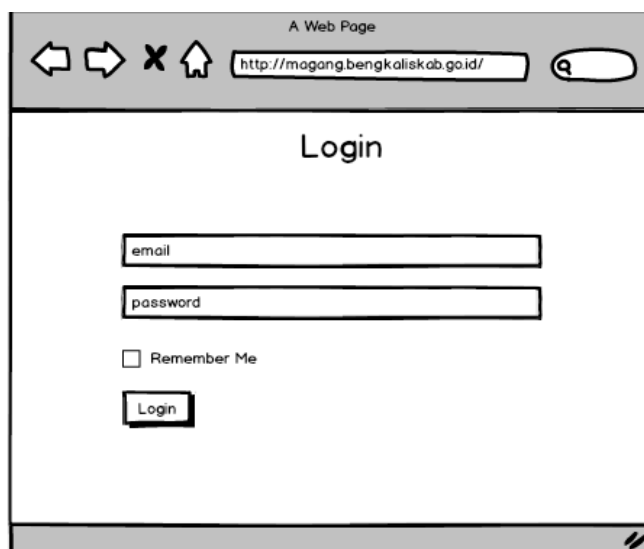 A Web Page
http://magang.bengkaliskab.go.id/
Login
email
password
Remember Me
Login